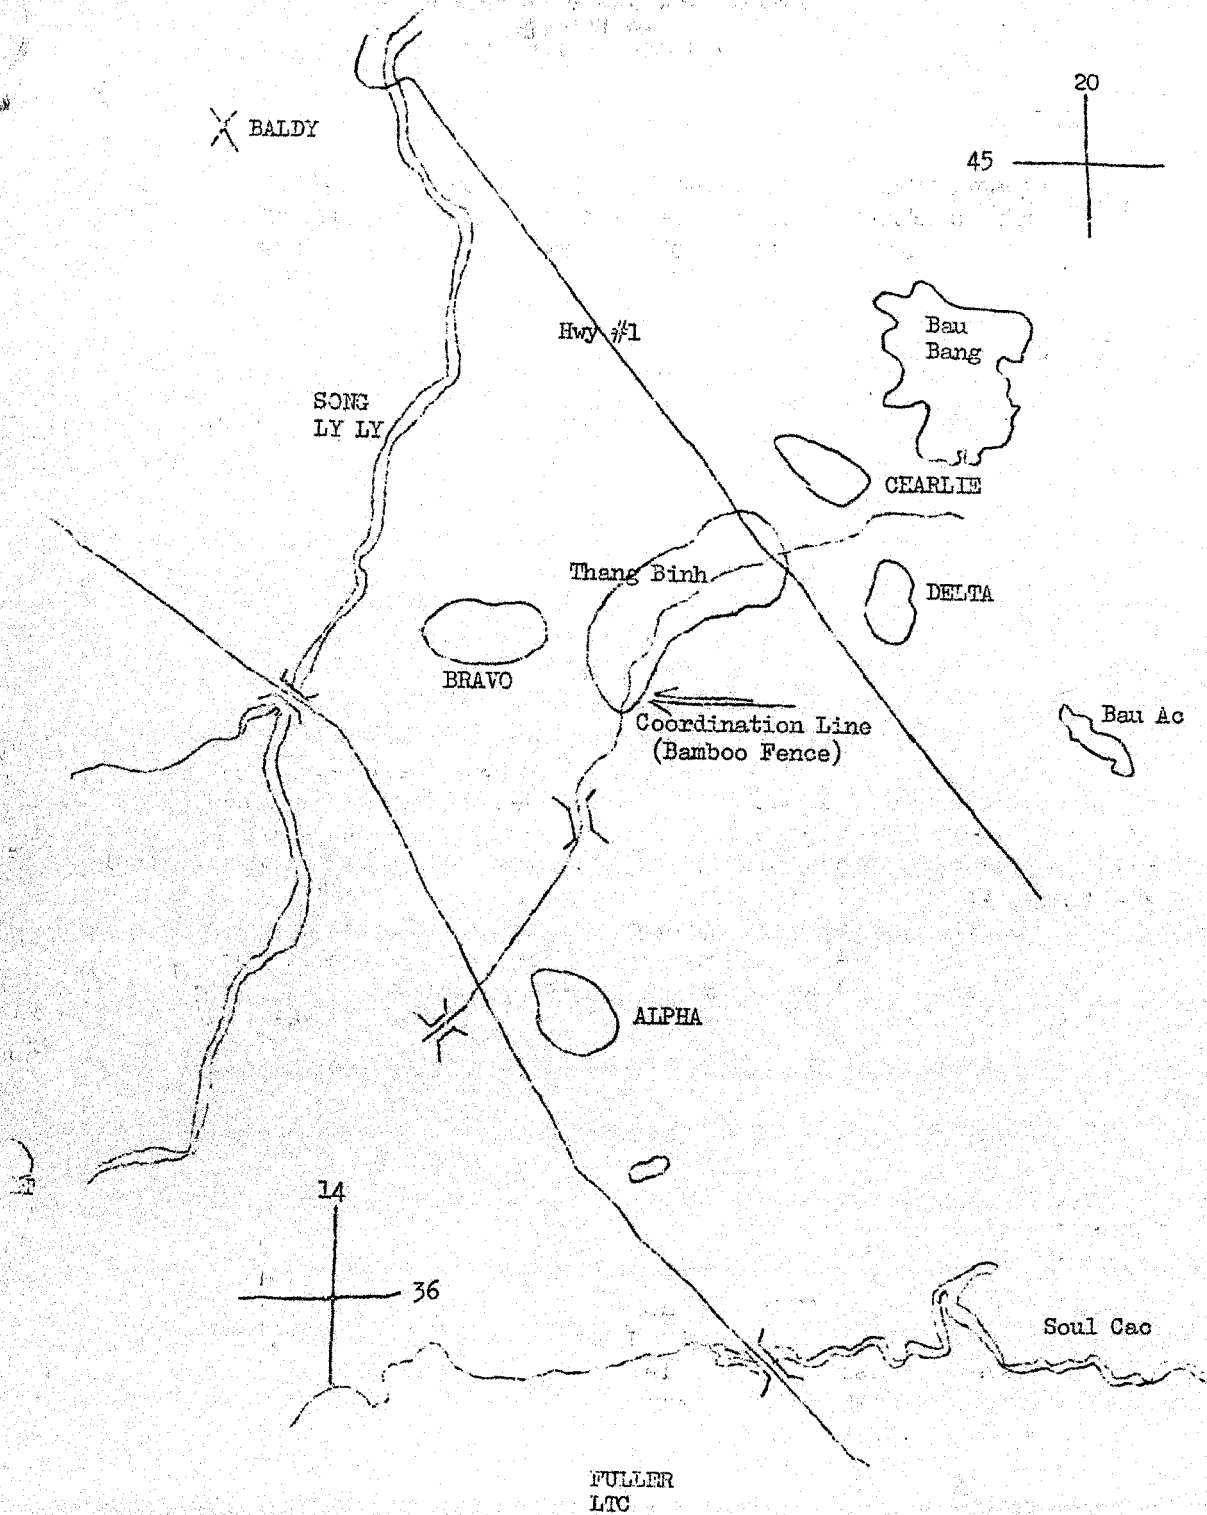 20
BALDY
45
Bau
Bang
Hwy #1
SONG
LY LY
CEARLIE
Thang Binh
DELTA
BRAVO
Bau Ac
Coordination Line
(Bamboo Fence)
ALPHA
14
36
Soul Cac
FULLER
LTC